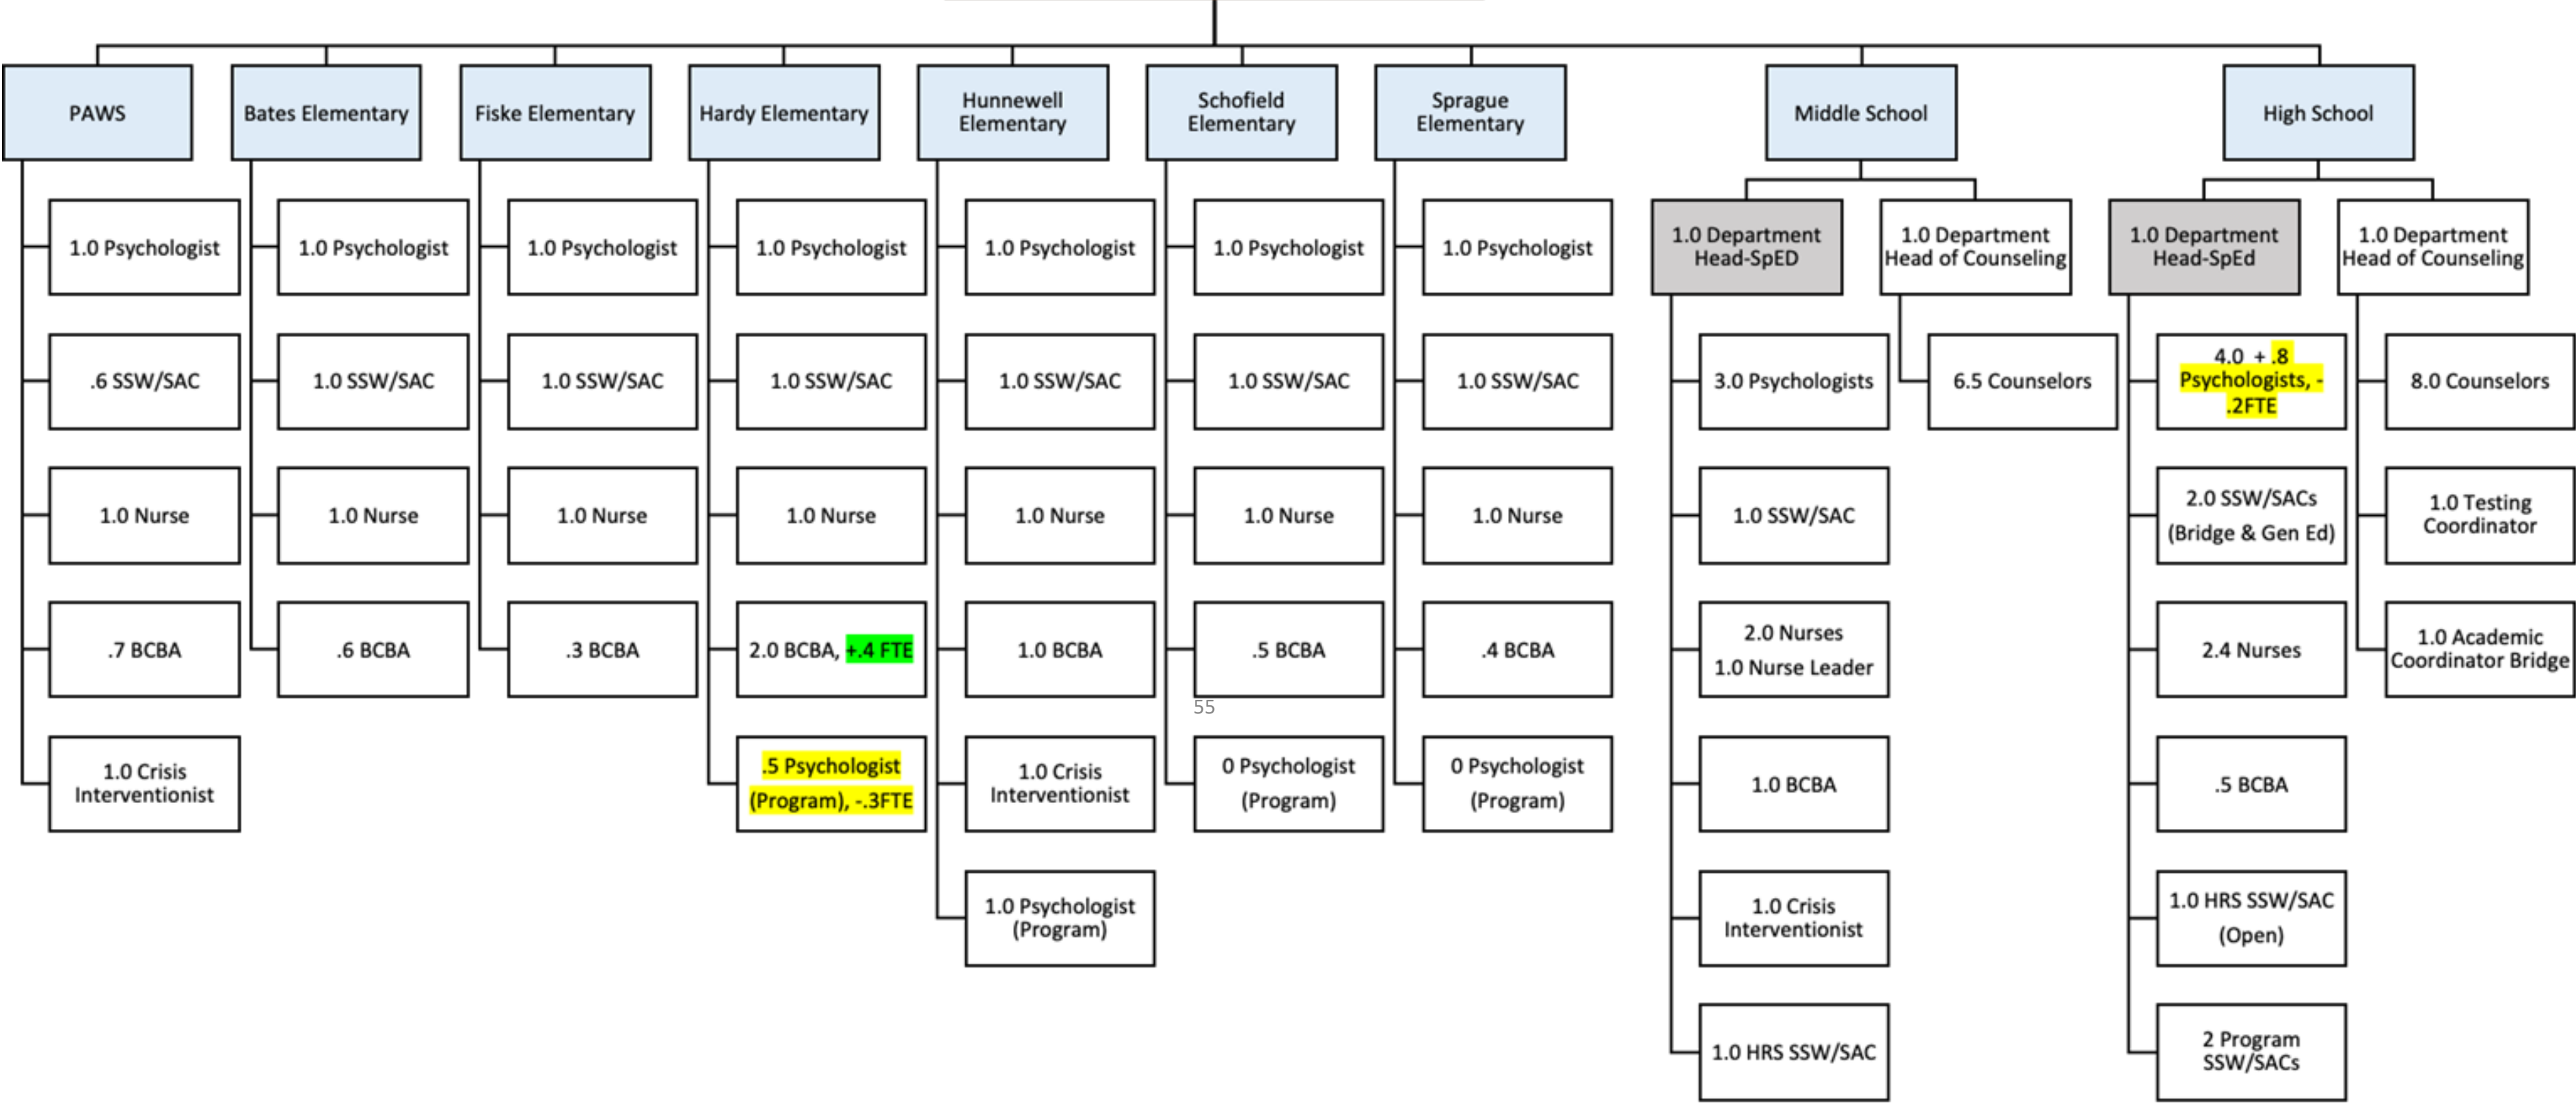 PAWS
Bates Elementary
Fiske Elementary
Hardy Elementary
Hunnewell
Elementary
Schofield
Elementary
Sprague
Elementary
Middle School
High School
1.0 Psychologist
.6 SSW/SAC
1.0 Nurse
.7 BCBA
1.0 Crisis
Interventionist
1.0 Psychologist
1.0 SSW/SAC
1.0 Nurse
.6 BCBA
1.0 Psychologist
1.0 SSW/SAC
1.0 Nurse
.3 BCBA
1.0 Psychologist
1.0 SSW/SAC
1.0 Nurse
2.0 BCBA, +.4 FTE
.5 Psychologist
(Program), -.3FTE
1.0 Psychologist
1.0 SSW/SAC
1.0 Nurse
1.0 BCBA
1.0 Crisis
Interventionist
1.0 Psychologist
(Program)
1.0 Psychologist
1.0 SSW/SAC
1.0 Nurse
.5 BCBA
55
0 Psychologist
(Program)
1.0 Psychologist
1.0 SSW/SAC
1.0 Nurse
.4 BCBA
0 Psychologist
(Program)
1.0 Department
Head-SpED
3.0 Psychologists
1.0 SSW/SAC
2.0 Nurses
1.0 Nurse Leader
1.0 BCBA
1.0 Crisis
Interventionist
1.0 HRS SSW/SAC
1.0 Department
Head of Counseling
6.5 Counselors
1.0 Department
Head-SpEd
4.0 + .8
Psychologists, -
.2FTE
2.0 SSW/SACs
(Bridge & Gen Ed)
2.4 Nurses
.5 BCBA
1.0 HRS SSW/SAC
(Open)
2 Program
SSW/SACs
1.0 Department
Head of Counseling
8.0 Counselors
1.0 Testing
Coordinator
1.0 Academic
Coordinator Bridge